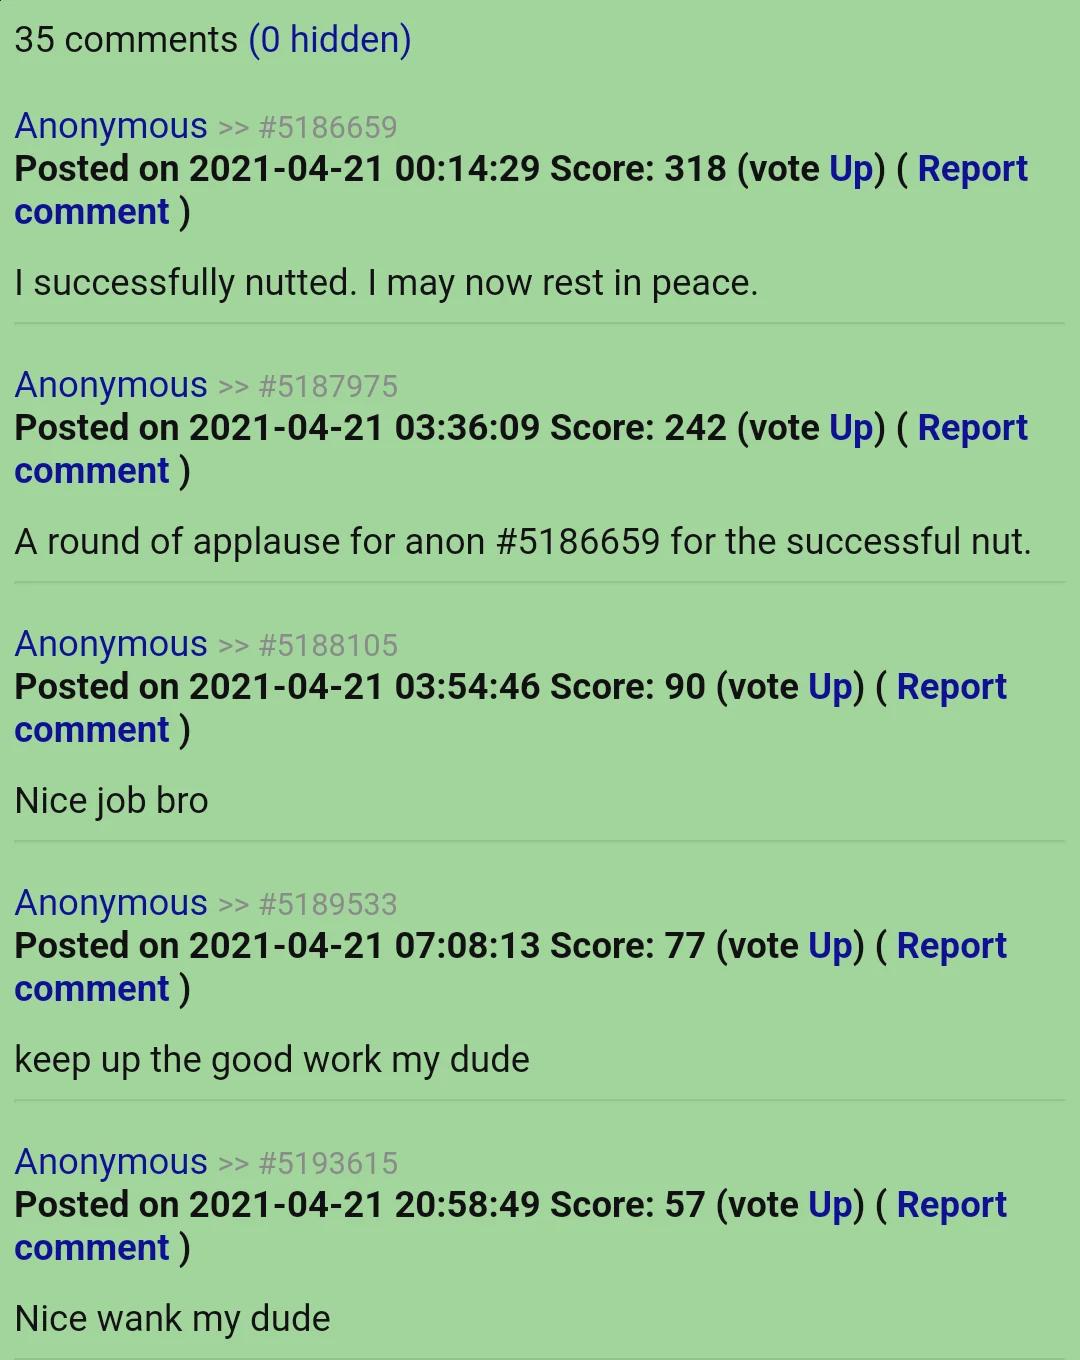 35 comments (0 hidden)
Anonymous >> #5186659
Posted on 2021-04-21 00:14:29 Score: 318 (vote Up) ( Report
comment )
I successfully nutted. I may now rest in peace.
Anonymous >> #5187975
Posted on 2021-04-21 03:36:09 Score: 242 (vote Up) ( Report
comment )
A round of applause for anon #5186659 for the successful nut.
Anonymous >> #5188105
Posted on 2021-04-21 03:54:46 Score: 90 (vote Up) ( Report
comment )
Nice job bro
Anonymous >> #5189533
Posted on 2021-04-21 07:08:13 Score: 77 (vote Up) ( Report
comment )
keep up the good work my dude
Anonymous >> #5193615
Posted on 2021-04-21 20:58:49 Score: 57 (vote Up) ( Report
comment )
Nice wank my dude